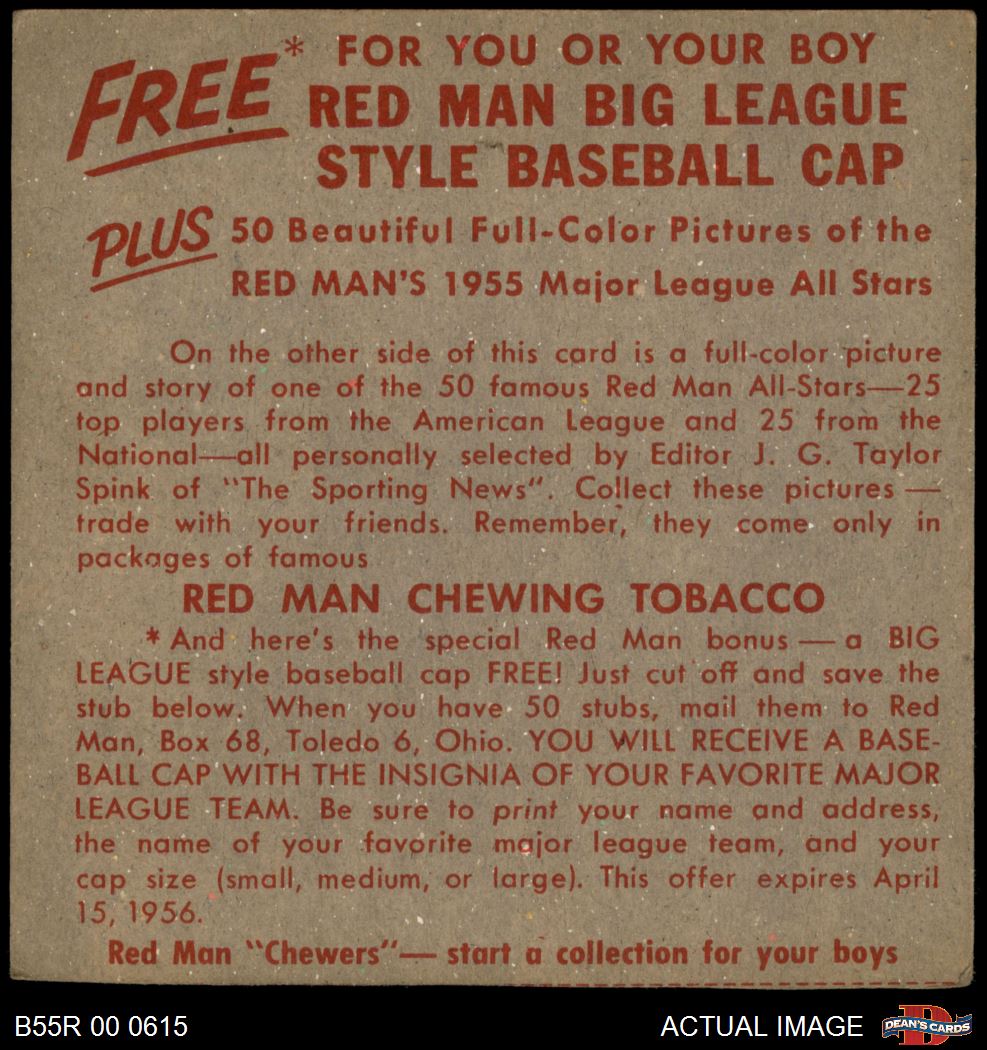 FREE* FOR YOU OR YOUR BOY
RED MAN BIG LEAGUE
STYLE BASEBALL CAP
PLUS 50 Beautiful Full-Color Pictures of the
RED MAN'S 1955 Major League All Stars
On the other side of this card is a full-color picture
and story of one of the 50 famous Red Man All-Stars—25
top players from the American League and 25 from the
National—all personally selected by Editor J. G. Taylor
Spink of "The Sporting News". Collect these pictures —
trade with your friends. Remember, they come only in
packages of famous
RED MAN CHEWING TOBACCO
* And here's the special Red Man bonus — a BIG
LEAGUE style baseball cap FREE! Just cut off and save the
stub below. When you have 50 stubs, mail them to Red
Man, Box 68, Toledo 6, Ohio. YOU WILL RECEIVE A BASE-
BALL CAP WITH THE INSIGNIA OF YOUR FAVORITE MAJOR
LEAGUE TEAM. Be sure to print your name and address,
the name of your favorite major league team, and your
cap size (small, medium, or large). This offer expires April
15, 1956.
Red Man "Chewers"— start a collection for your boys
B55R 00 0615
ACTUAL IMAGE
DEAN'S CARDS